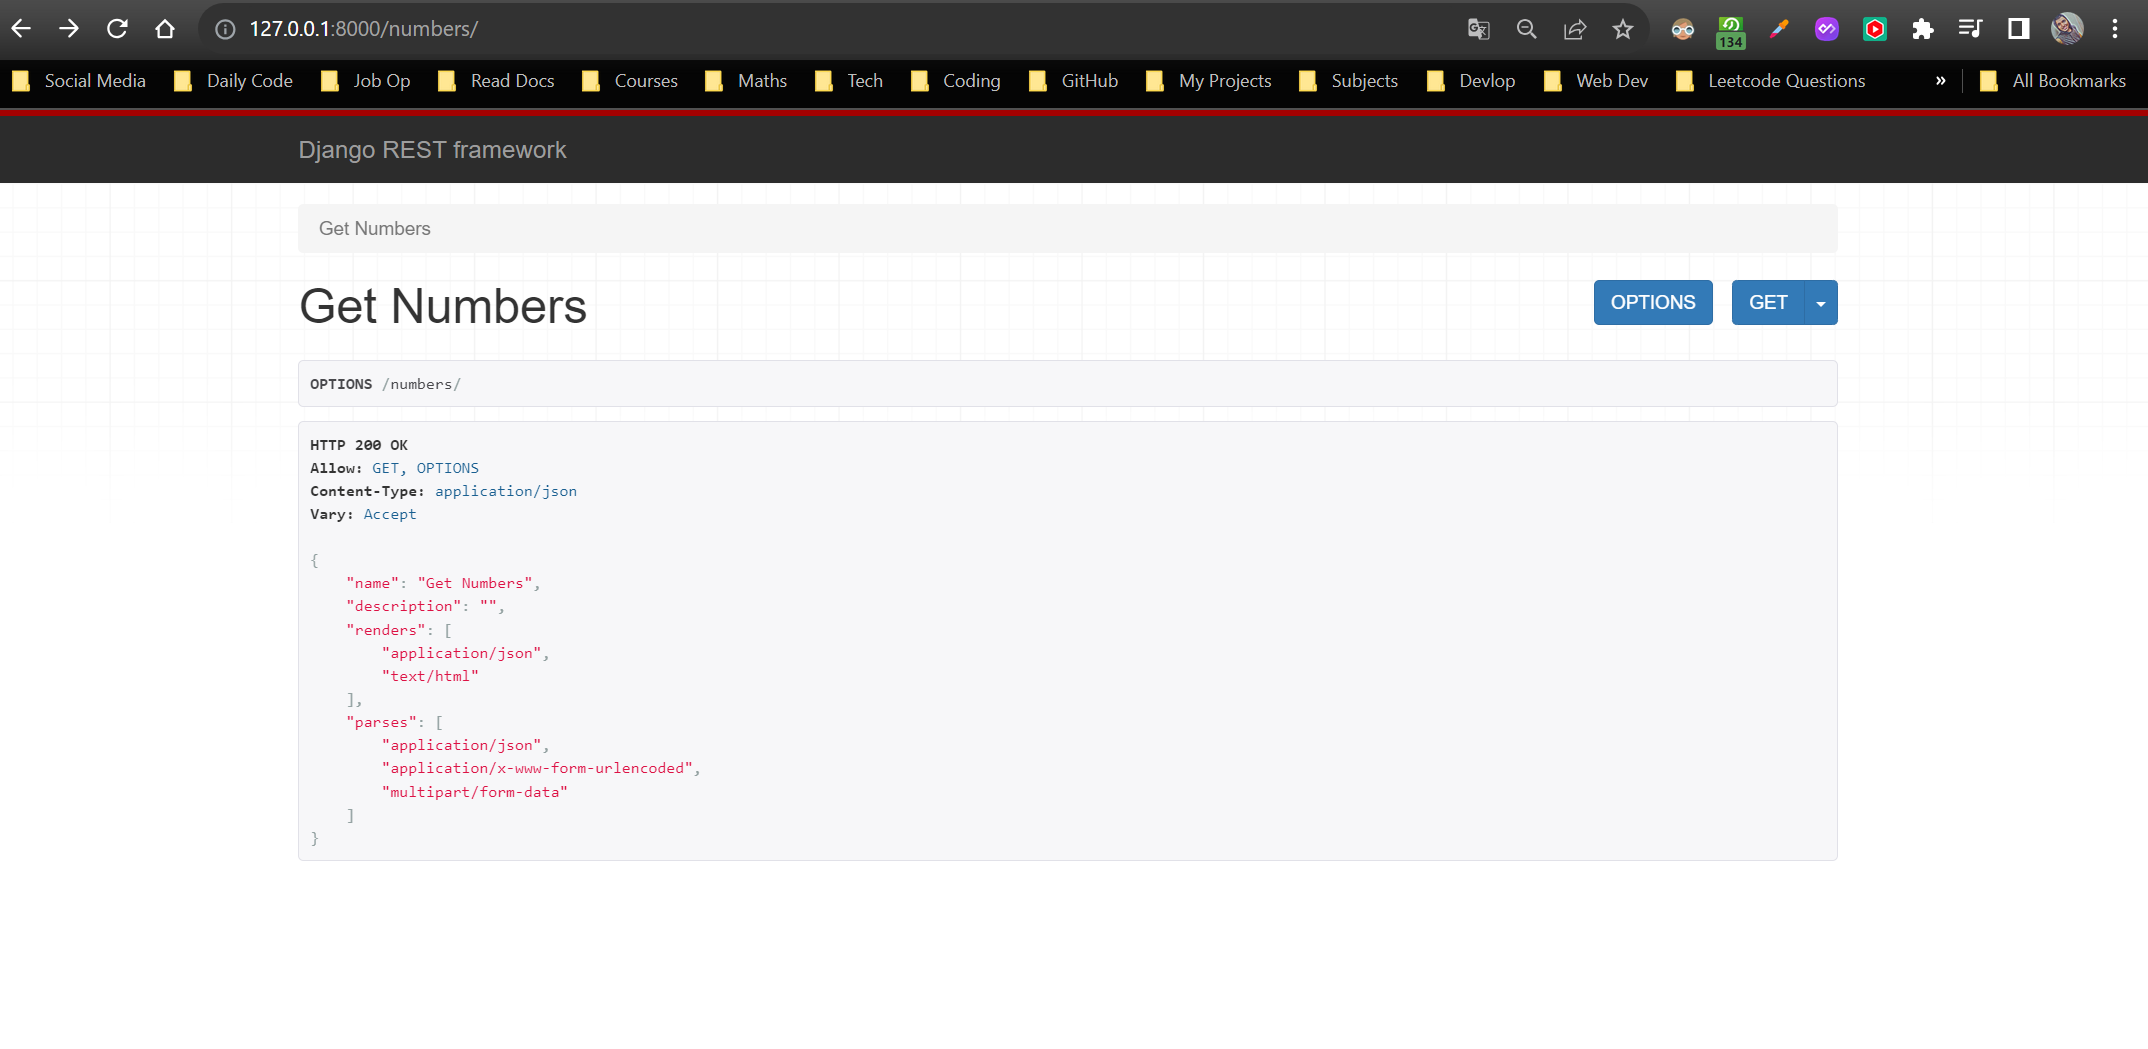 127.0.0.1:8000/numbers/
134
Social Media Daily Code Job Op Read Docs Courses Maths Tech Coding GitHub My Projects Subjects Devlop Web Dev Leetcode Questions » All Bookmarks
Django REST framework
Get Numbers
Get Numbers OPTIONS GET
OPTIONS /numbers/
HTTP 200 OK
Allow: GET, OPTIONS
Content-Type: application/json
Vary: Accept
{
    "name": "Get Numbers",
    "description": "",
    "renders": [
        "application/json",
        "text/html"
    ],
    "parses": [
        "application/json",
        "application/x-www-form-urlencoded",
        "multipart/form-data"
    ]
}